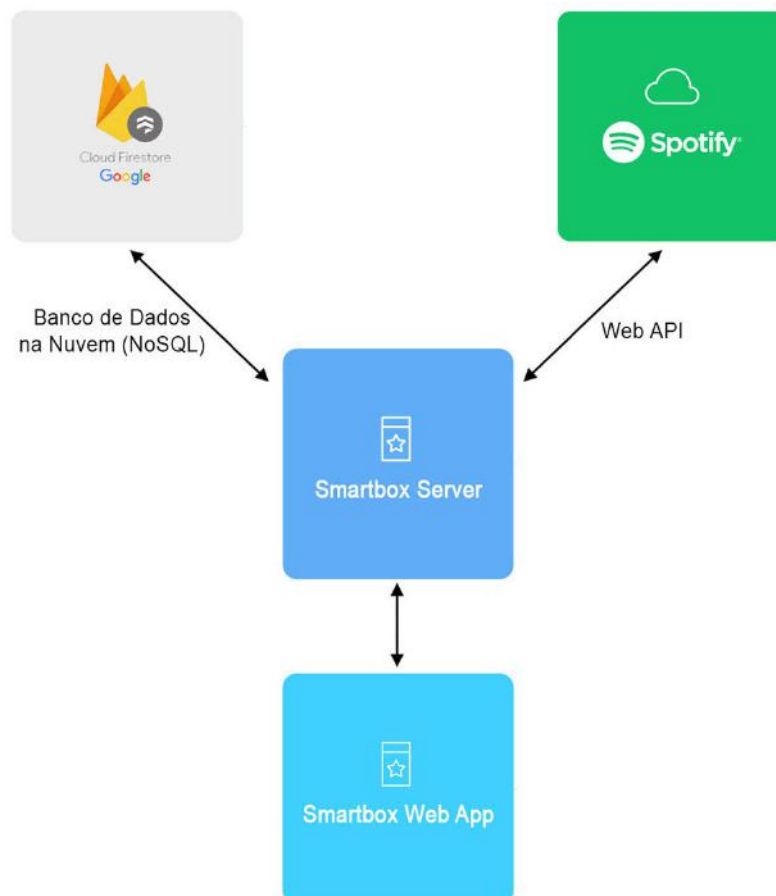 Cloud Firestore
Google
Spotify
Banco de Dados
na Nuvem (NoSQL)
Web API
Smartbox Server
Smartbox Web App